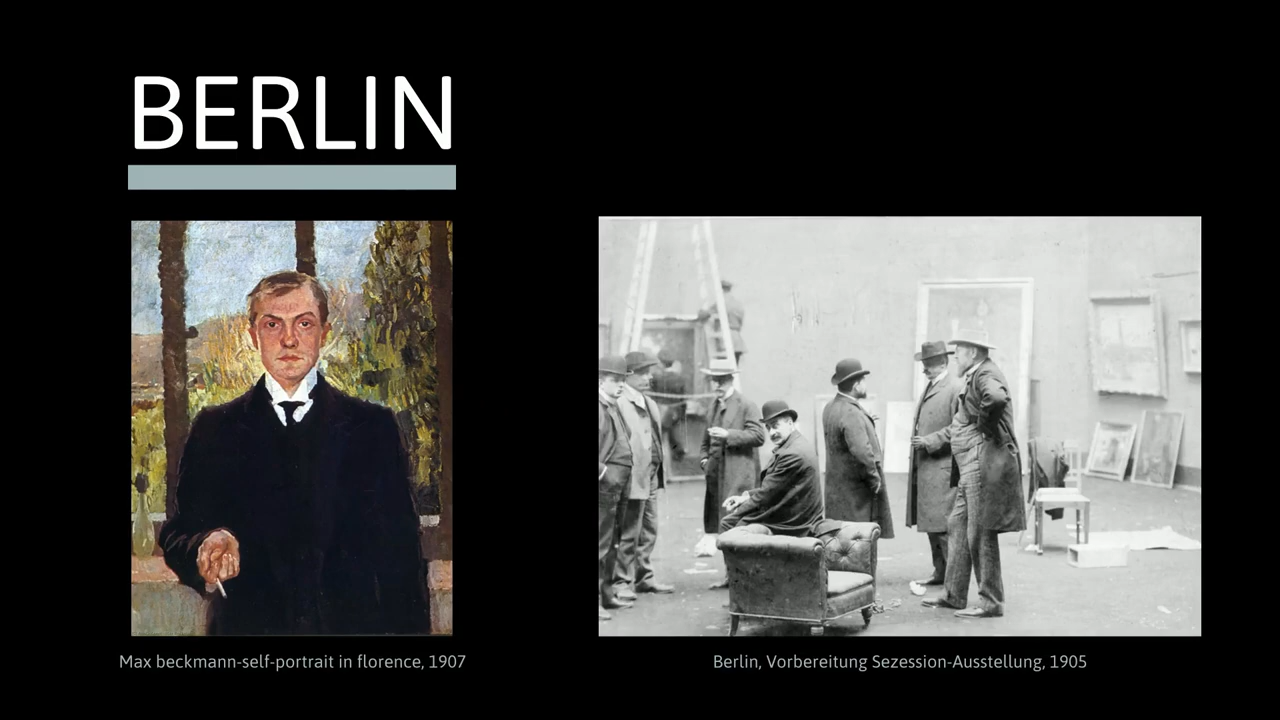 BERLIN
Max beckmann-self-portrait in florence, 1907
Berlin, Vorbereitung Sezession-Ausstellung, 1905